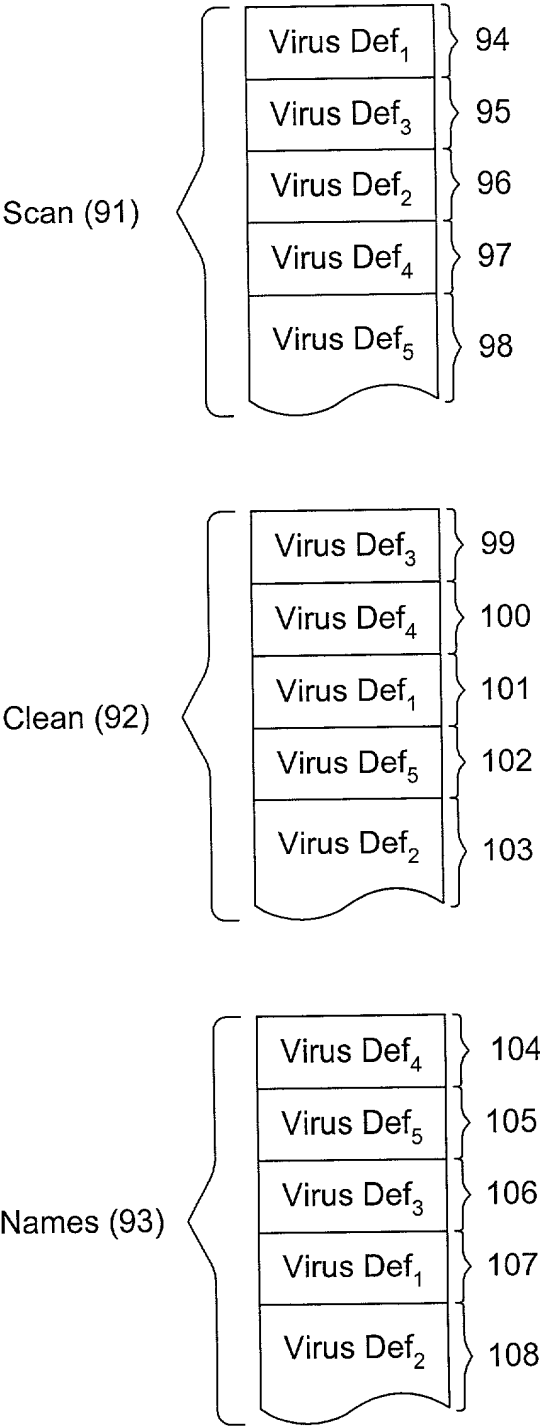 Virus Def₁ 94
Virus Def₃ 95
Virus Def₂ 96
Scan (91)
Virus Def₄ 97
Virus Def₅ 98
Virus Def₃ 99
Virus Def₄ 100
Virus Def₁ 101
Clean (92)
Virus Def₅ 102
Virus Def₂ 103
Virus Def₄ 104
Virus Def₅ 105
Virus Def₃ 106
Names (93)
Virus Def₁ 107
Virus Def₂ 108